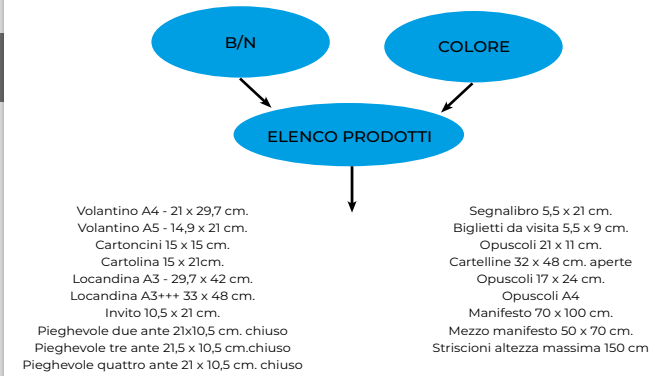 B/N
COLORE
ELENCO PRODOTTI
Volantino A4 - 21 x 29,7 cm.
Volantino A5 - 14,9 x 21 cm.
Cartoncini 15 x 15 cm.
Cartolina 15 x 21cm.
Locandina A3 - 29,7 x 42 cm.
Locandina A3+++ 33 x 48 cm.
Invito 10,5 x 21 cm.
Pieghevole due ante 21x10,5 cm. chiuso
Pieghevole tre ante 21,5 x 10,5 cm.chiuso
Pieghevole quattro ante 21 x 10,5 cm. chiuso
Segnalibro 5,5 x 21 cm.
Biglietti da visita 5,5 x 9 cm.
Opuscoli 21 x 11 cm.
Cartelline 32 x 48 cm. aperte
Opuscoli 17 x 24 cm.
Opuscoli A4
Manifesto 70 x 100 cm.
Mezzo manifesto 50 x 70 cm.
Striscioni altezza massima 150 cm